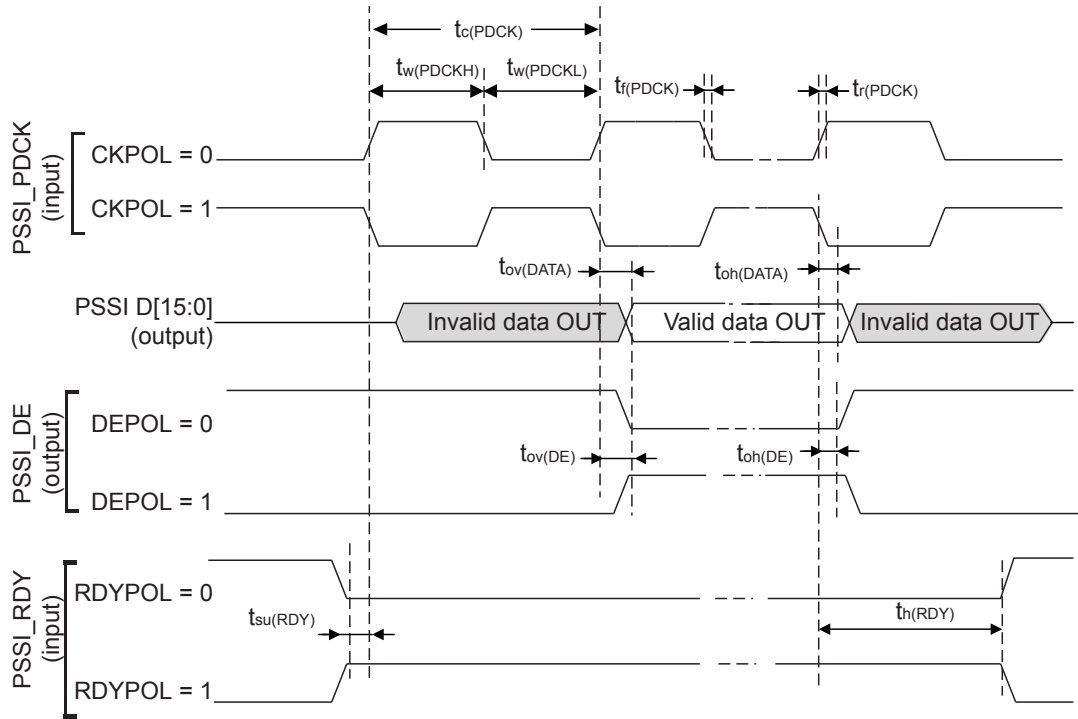 tc(PDCK)
tw(PDCKH)
tw(PDCKL)
tf(PDCK)
tr(PDCK)
PSSI_PDCK
(input)
CKPOL = 0
CKPOL = 1
tov(DATA)
toh(DATA)
PSSI D[15:0]
(output)
Invalid data OUT
Valid data OUT
Invalid data OUT
PSSI_DE
(output)
DEPOL = 0
tov(DE)
toh(DE)
DEPOL = 1
PSSI_RDY
(input)
RDYPOL = 0
tsu(RDY)
th(RDY)
RDYPOL = 1